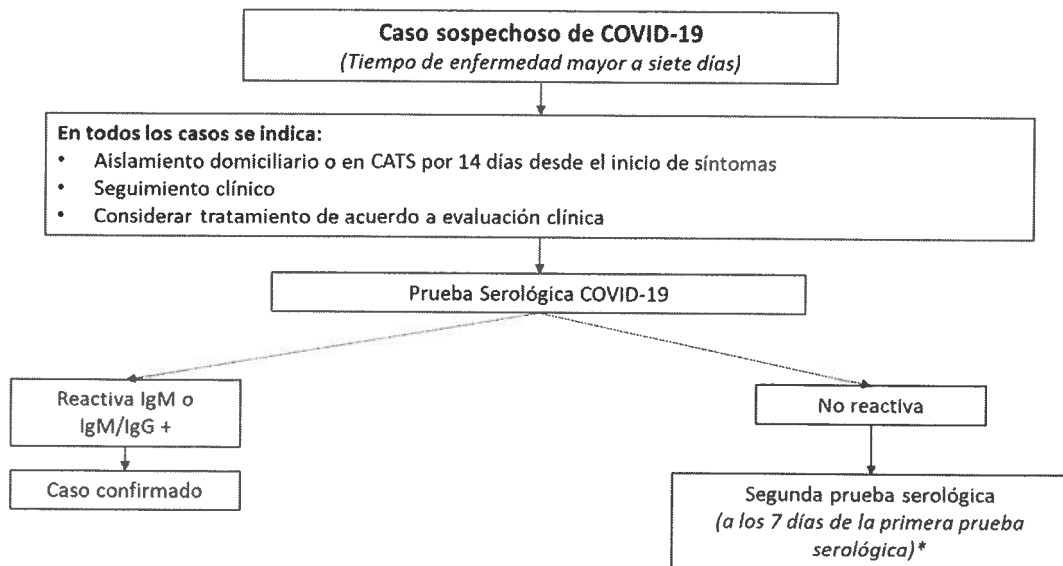 Caso sospechoso de COVID-19
(Tiempo de enfermedad mayor a siete días)
En todos los casos se indica:
• Aislamiento domiciliario o en CATS por 14 días desde el inicio de síntomas
• Seguimiento clínico
• Considerar tratamiento de acuerdo a evaluación clínica
Prueba Serológica COVID-19
Reactiva IgM o
IgM/IgG +
Caso confirmado
No reactiva
Segunda prueba serológica
(a los 7 días de la primera prueba
serológica)*